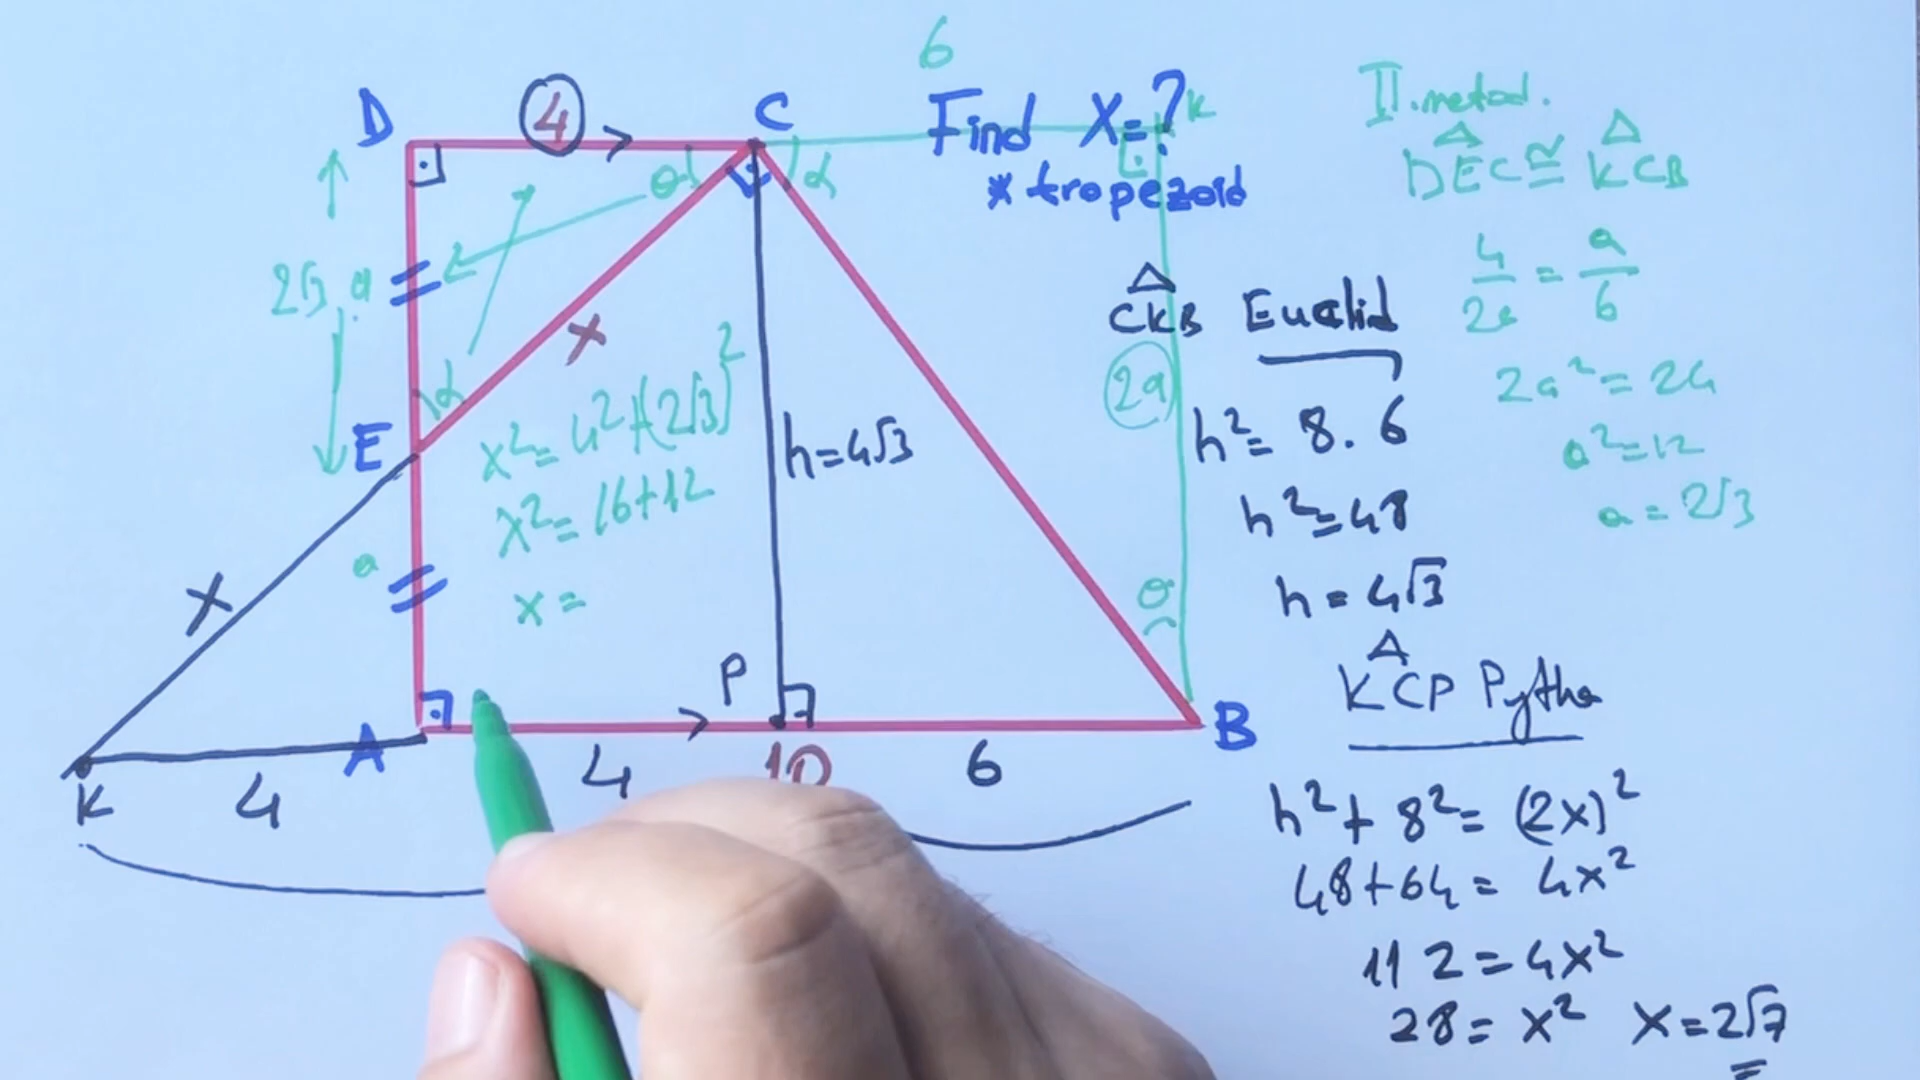 6
D 4 C Find X=? K
* tropezoid
θ α α
2√3 a
E
x
x² = 4² + (2√3)²
x² = 16+12
x =
h=4√3
2a
a
x
θ
P
A B
K 4 4 10 6
CKB Euclid
h² = 8.6
h² = 48
h = 4√3
KCP Pytha
h² + 8² = (2x)²
48+64 = 4x²
112 = 4x²
28 = x² x = 2√7
II.metod.
DEC ≅ KCB
4/2a = a/6
2a² = 24
a² = 12
a = 2√3